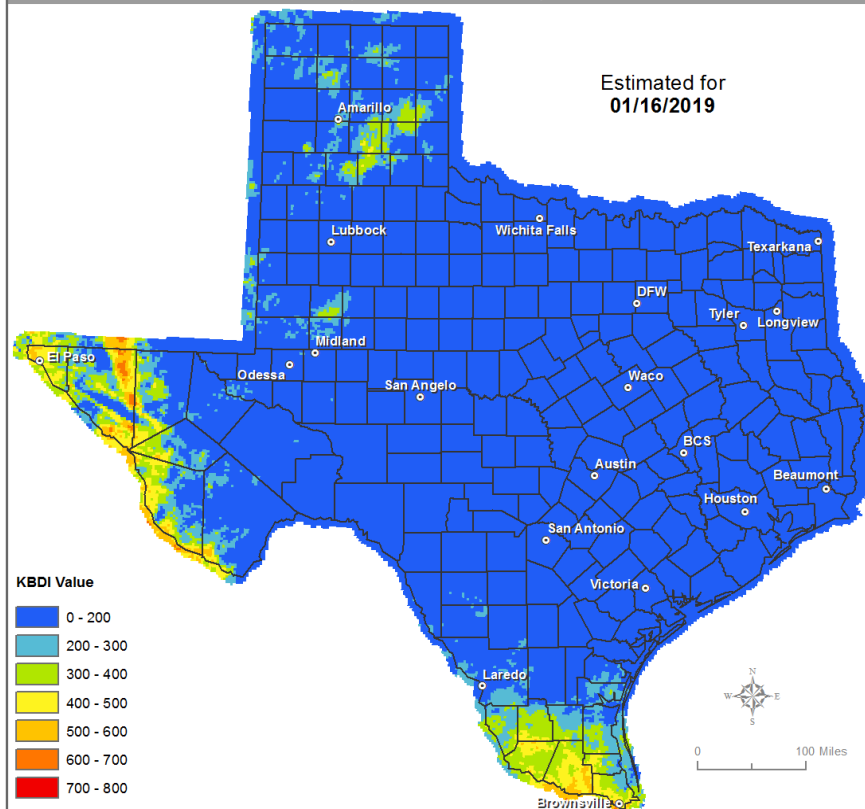 Estimated for
01/16/2019
Amarillo
Lubbock
Wichita Falls
Texarkana
DFW
Tyler
Longview
Midland
El Paso
Odessa
San Angelo
Waco
BCS
Austin
Beaumont
Houston
San Antonio
Victoria
Laredo
Brownsville
KBDI Value
0 - 200
200 - 300
300 - 400
400 - 500
500 - 600
600 - 700
700 - 800
N
W E
S
0 100 Miles